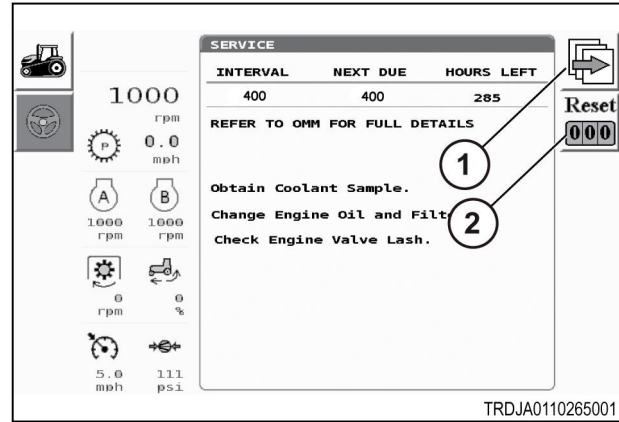 SERVICE
INTERVAL NEXT DUE HOURS LEFT
400 400 285
REFER TO OMM FOR FULL DETAILS
Obtain Coolant Sample.
Change Engine Oil and
Check Engine Valve Lash.
1000
rpm
P
0.0
mph
A B
1000 1000
rpm rpm
0 0
rpm %
5.0 111
mph psi
Reset
000
1
2
TRDJA0110265001